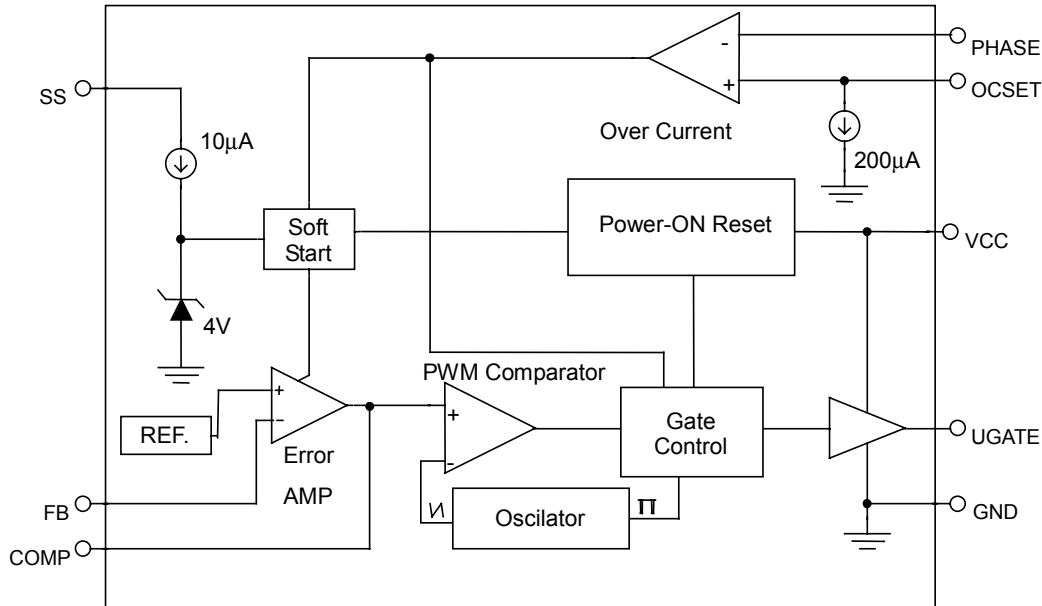 PHASE
SS
OCSET
10µA
Over Current
200µA
Soft
Start
Power-ON Reset
VCC
4V
PWM Comparator
+
-
REF.
Error
AMP
Gate
Control
UGATE
FB
Oscilator
GND
COMP